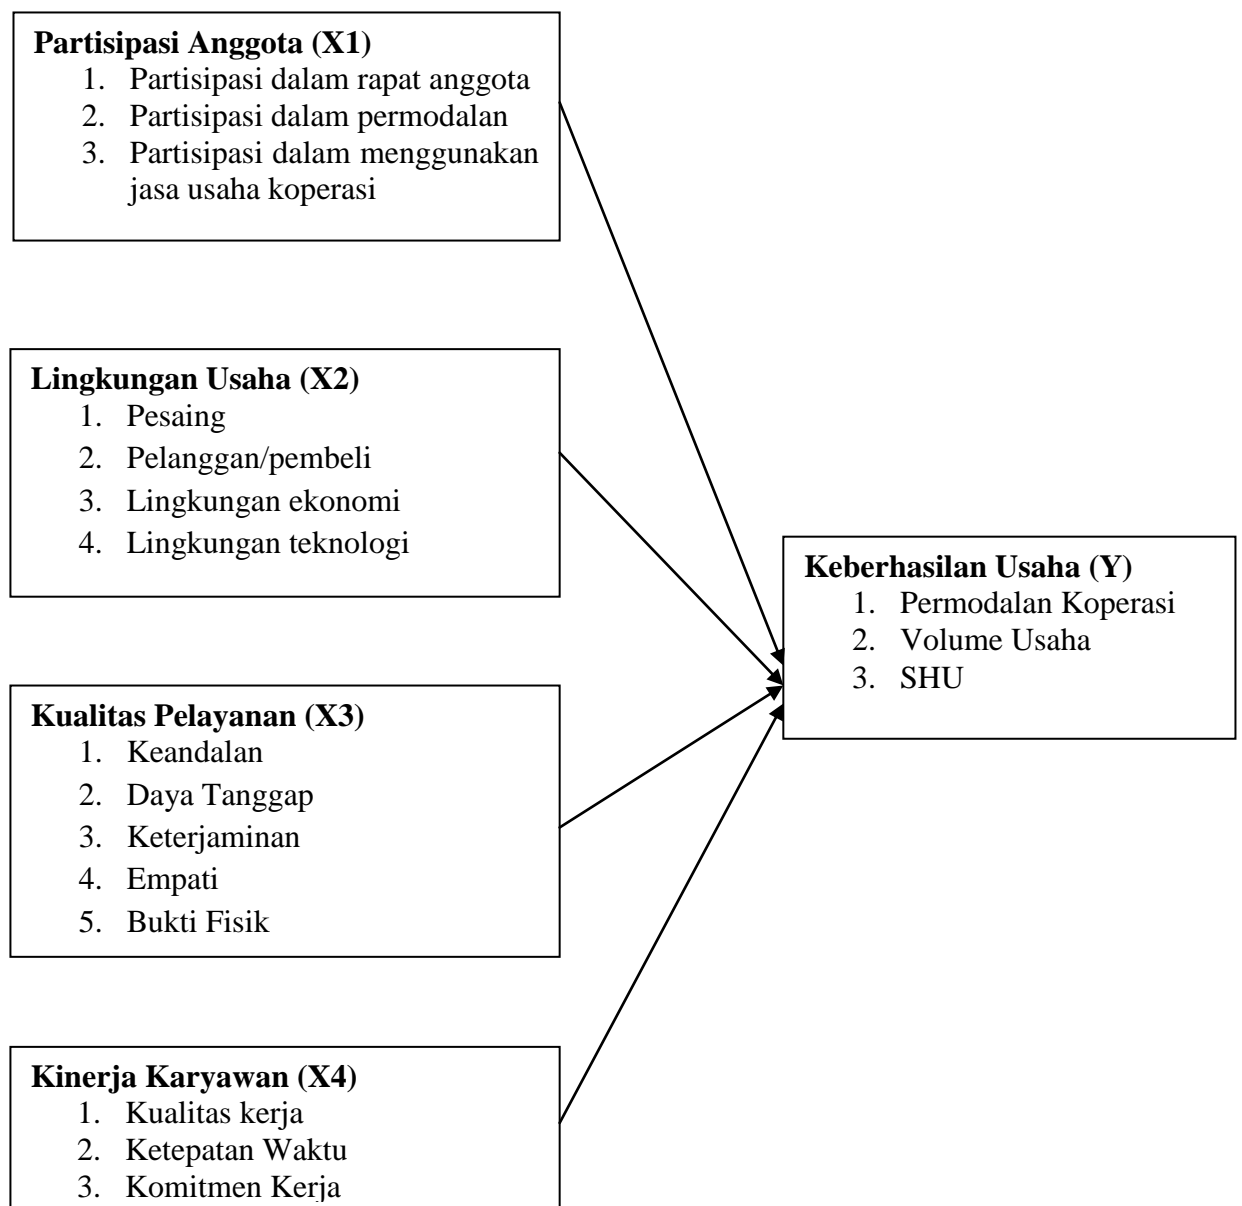 Partisipasi Anggota (X1)
1. Partisipasi dalam rapat anggota
2. Partisipasi dalam permodalan
3. Partisipasi dalam menggunakan
jasa usaha koperasi
Lingkungan Usaha (X2)
1. Pesaing
2. Pelanggan/pembeli
3. Lingkungan ekonomi
4. Lingkungan teknologi
Keberhasilan Usaha (Y)
1. Permodalan Koperasi
2. Volume Usaha
3. SHU
Kualitas Pelayanan (X3)
1. Keandalan
2. Daya Tanggap
3. Keterjaminan
4. Empati
5. Bukti Fisik
Kinerja Karyawan (X4)
1. Kualitas kerja
2. Ketepatan Waktu
3. Komitmen Kerja